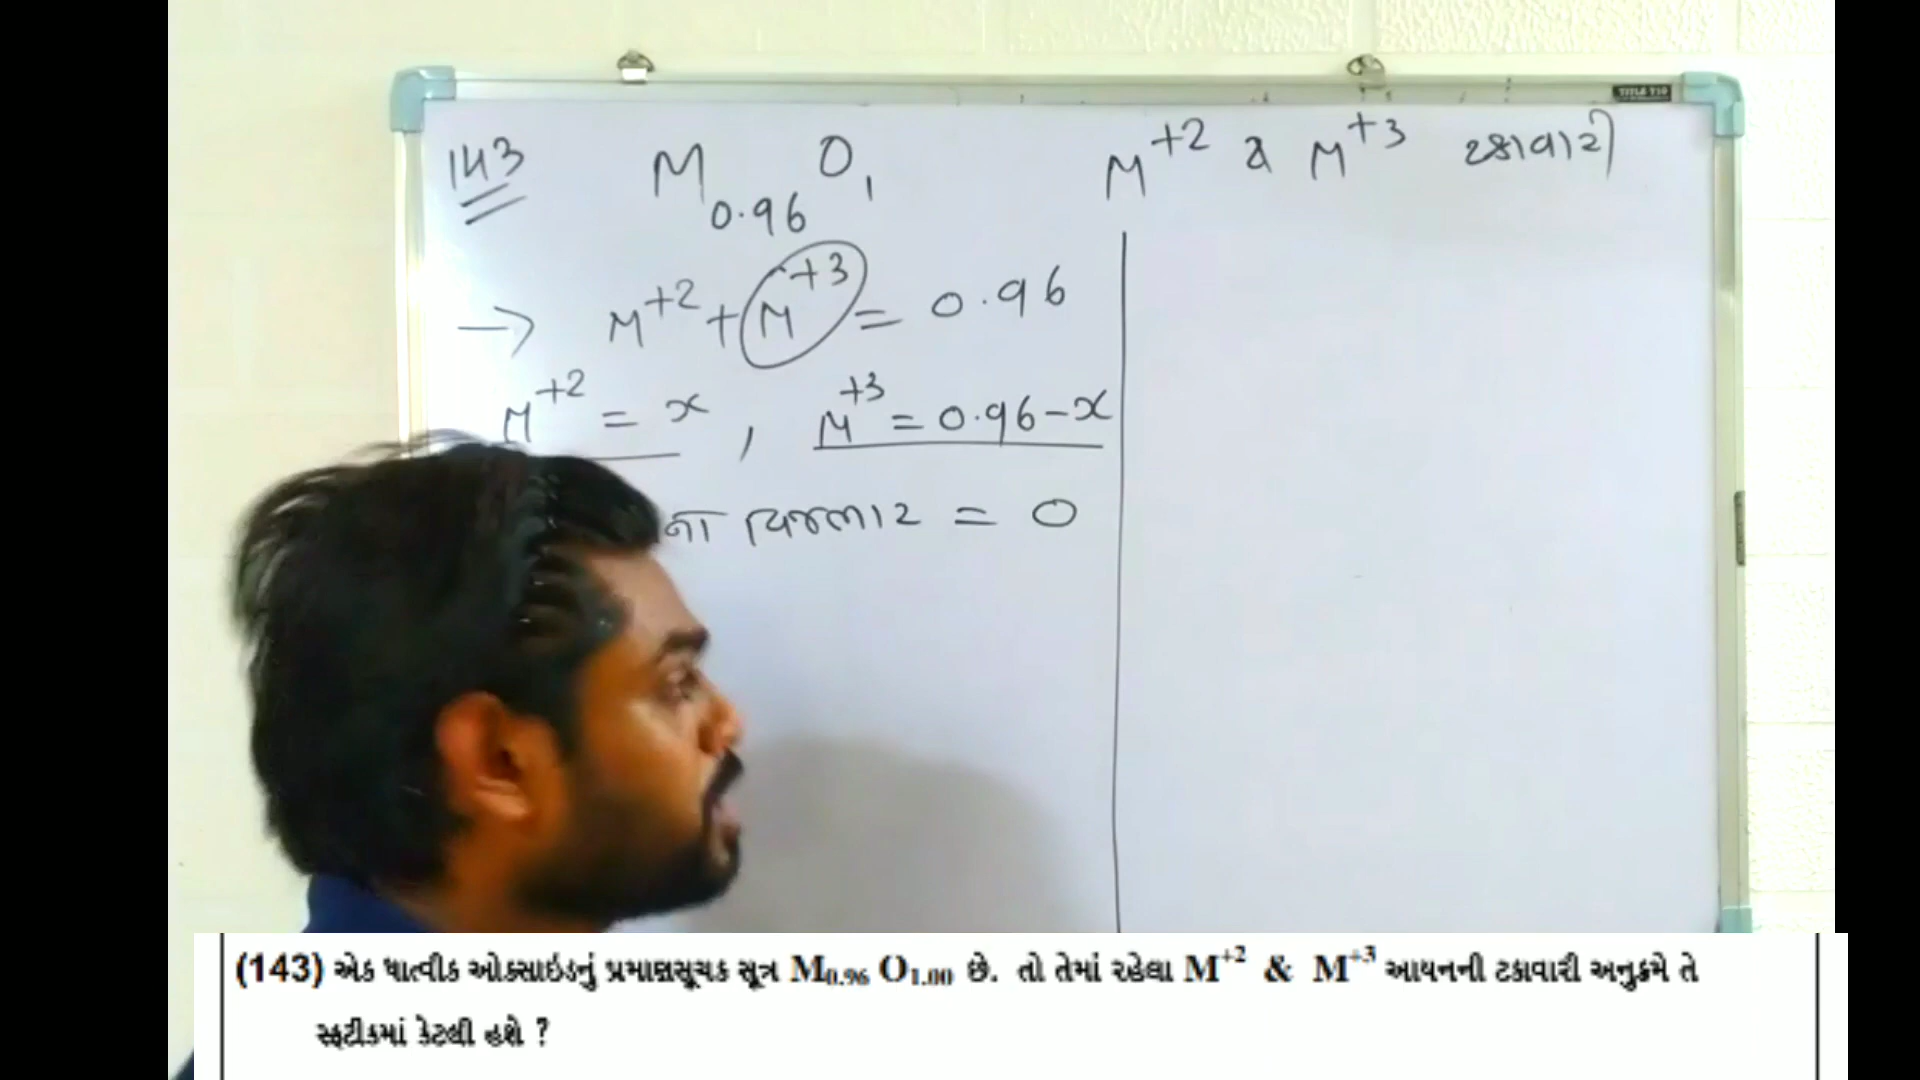 143 M0.96 O1 M+2 વ M+3 ટકાવારી
→ M+2 + M+3 = 0.96
M+2 = x , M+3 = 0.96-x
ના વિજભાર = 0
(143) એક ધાત્વીક ઓક્સાઇડનું પ્રમાણસૂચક સૂત્ર M0.96 O1.00 છે. તો તેમાં રહેલા M+2 & M+3 આયનની ટકાવારી અનુક્રમે તે
સ્ફટીકમાં કેટલી હશે ?